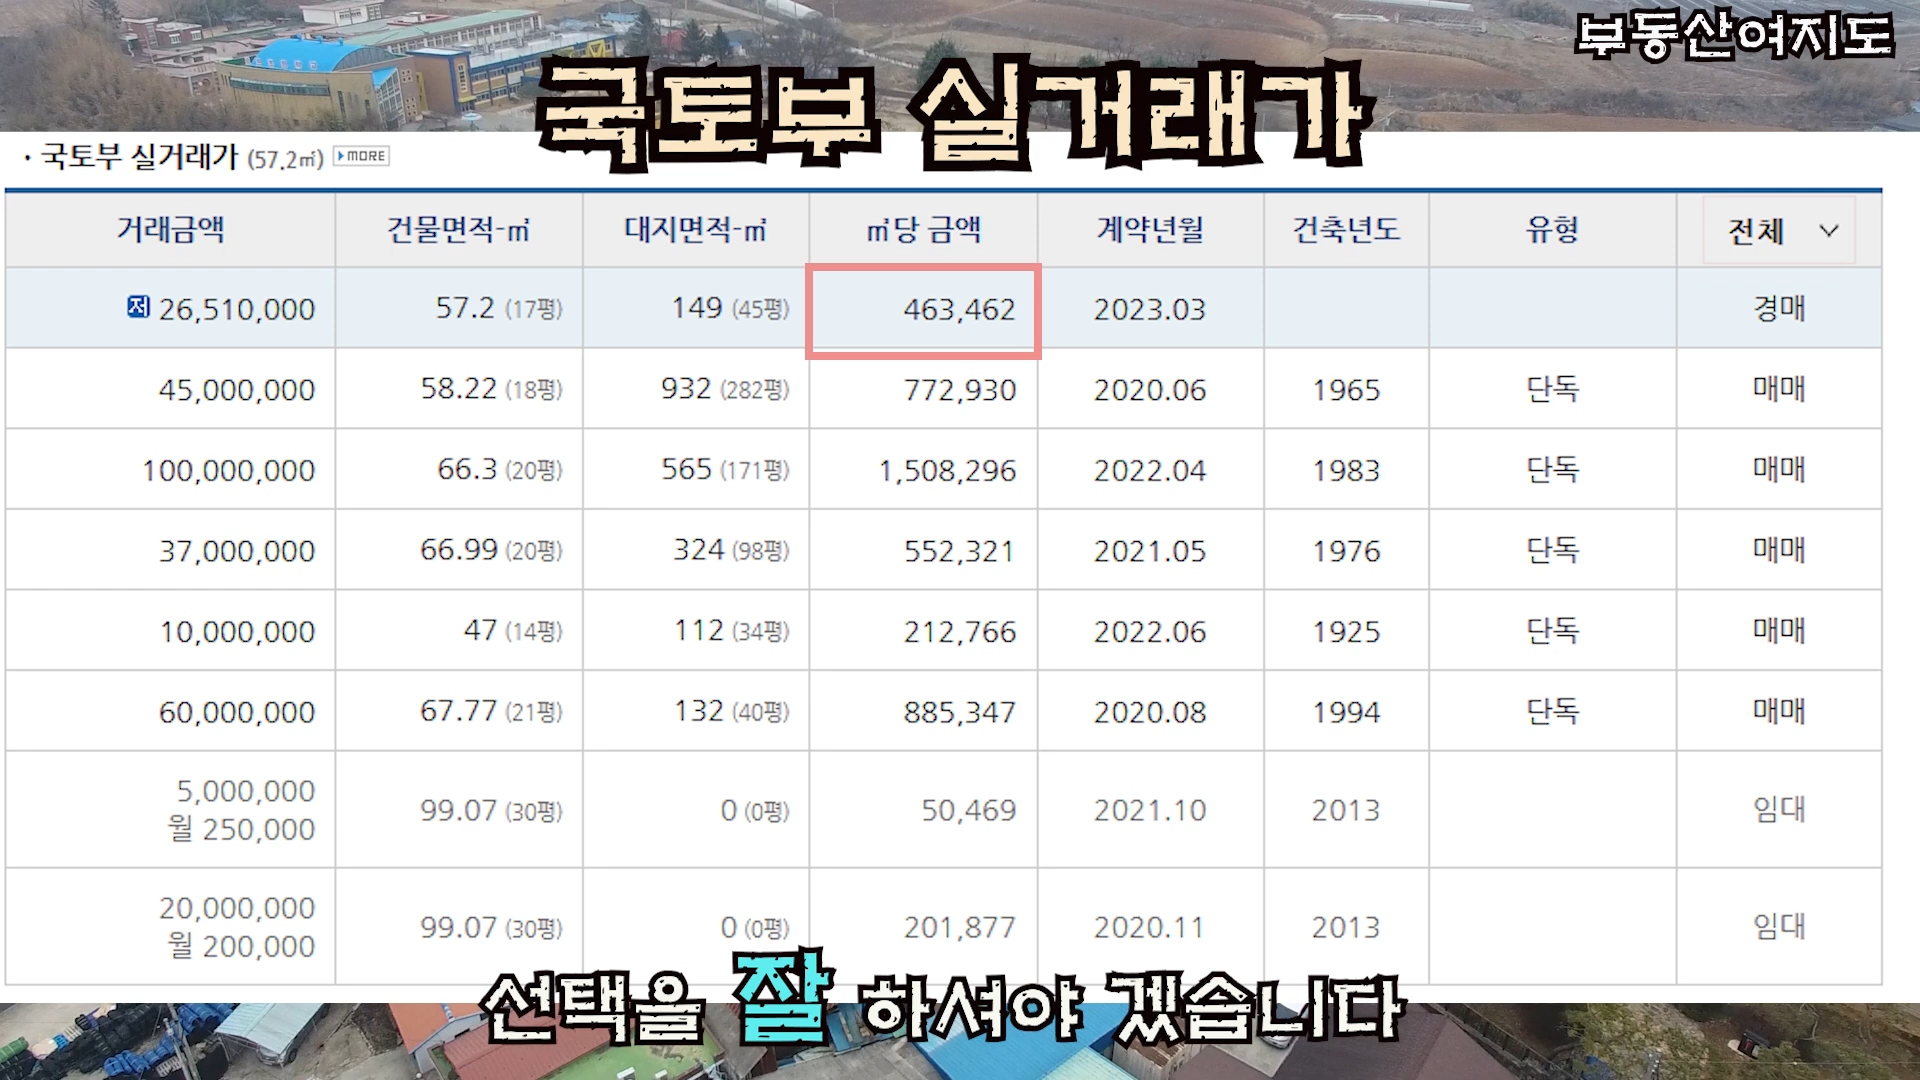 부동산여지도
국토부 실거래가
· 국토부 실거래가 (57.2㎡) MORE
거래금액 건물면적-㎡ 대지면적-㎡ ㎡당 금액 계약년월 건축년도 유형 전체
저 26,510,000 57.2 (17평) 149 (45평) 463,462 2023.03 경매
45,000,000 58.22 (18평) 932 (282평) 772,930 2020.06 1965 단독 매매
100,000,000 66.3 (20평) 565 (171평) 1,508,296 2022.04 1983 단독 매매
37,000,000 66.99 (20평) 324 (98평) 552,321 2021.05 1976 단독 매매
10,000,000 47 (14평) 112 (34평) 212,766 2022.06 1925 단독 매매
60,000,000 67.77 (21평) 132 (40평) 885,347 2020.08 1994 단독 매매
5,000,000
월 250,000 99.07 (30평) 0 (0평) 50,469 2021.10 2013 임대
20,000,000
월 200,000 99.07 (30평) 0 (0평) 201,877 2020.11 2013 임대
선택을 잘 하셔야 겠습니다